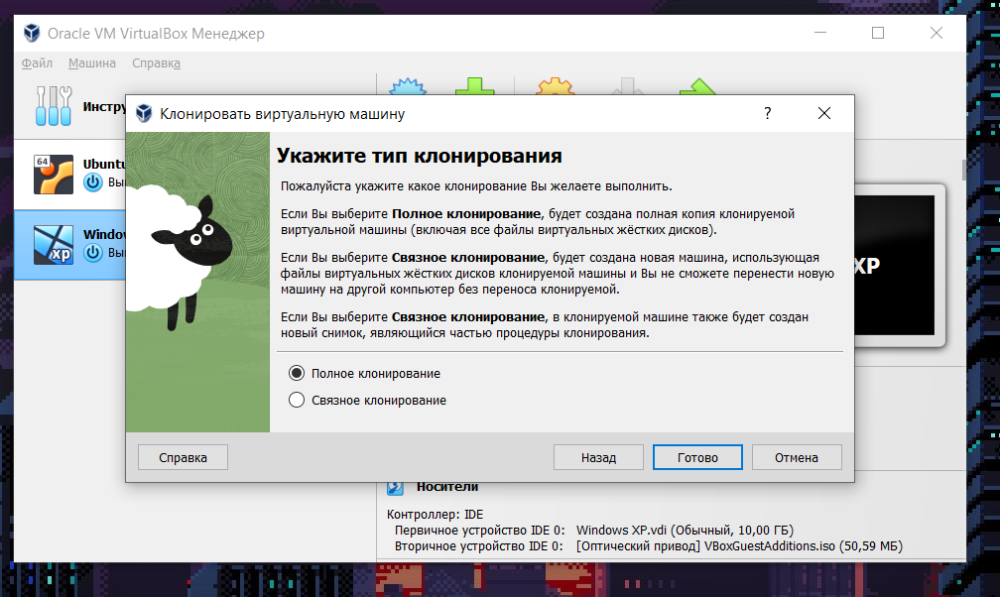 Oracle VM VirtualBox Менеджер
Файл Машина Справка
Клонировать виртуальную машину
?
64
xp
XP
Укажите тип клонирования
Пожалуйста укажите какое клонирование Вы желаете выполнить.
Если Вы выберите Полное клонирование, будет создана полная копия клонируемой
виртуальной машины (включая все файлы виртуальных жёстких дисков).
Если Вы выберите Связное клонирование, будет создана новая машина, использующая
файлы виртуальных жёстких дисков клонируемой машины и Вы не сможете перенести новую
машину на другой компьютер без переноса клонируемой.
Если Вы выберите Связное клонирование, в клонируемой машине также будет создан
новый снимок, являющийся частью процедуры клонирования.
Полное клонирование
Связное клонирование
Справка Назад Готово Отмена
Носители
Контроллер: IDE
Первичное устройство IDE 0: Windows XP.vdi (Обычный, 10,00 ГБ)
Вторичное устройство IDE 0: [Оптический привод] VBoxGuestAdditions.iso (50,59 МБ)